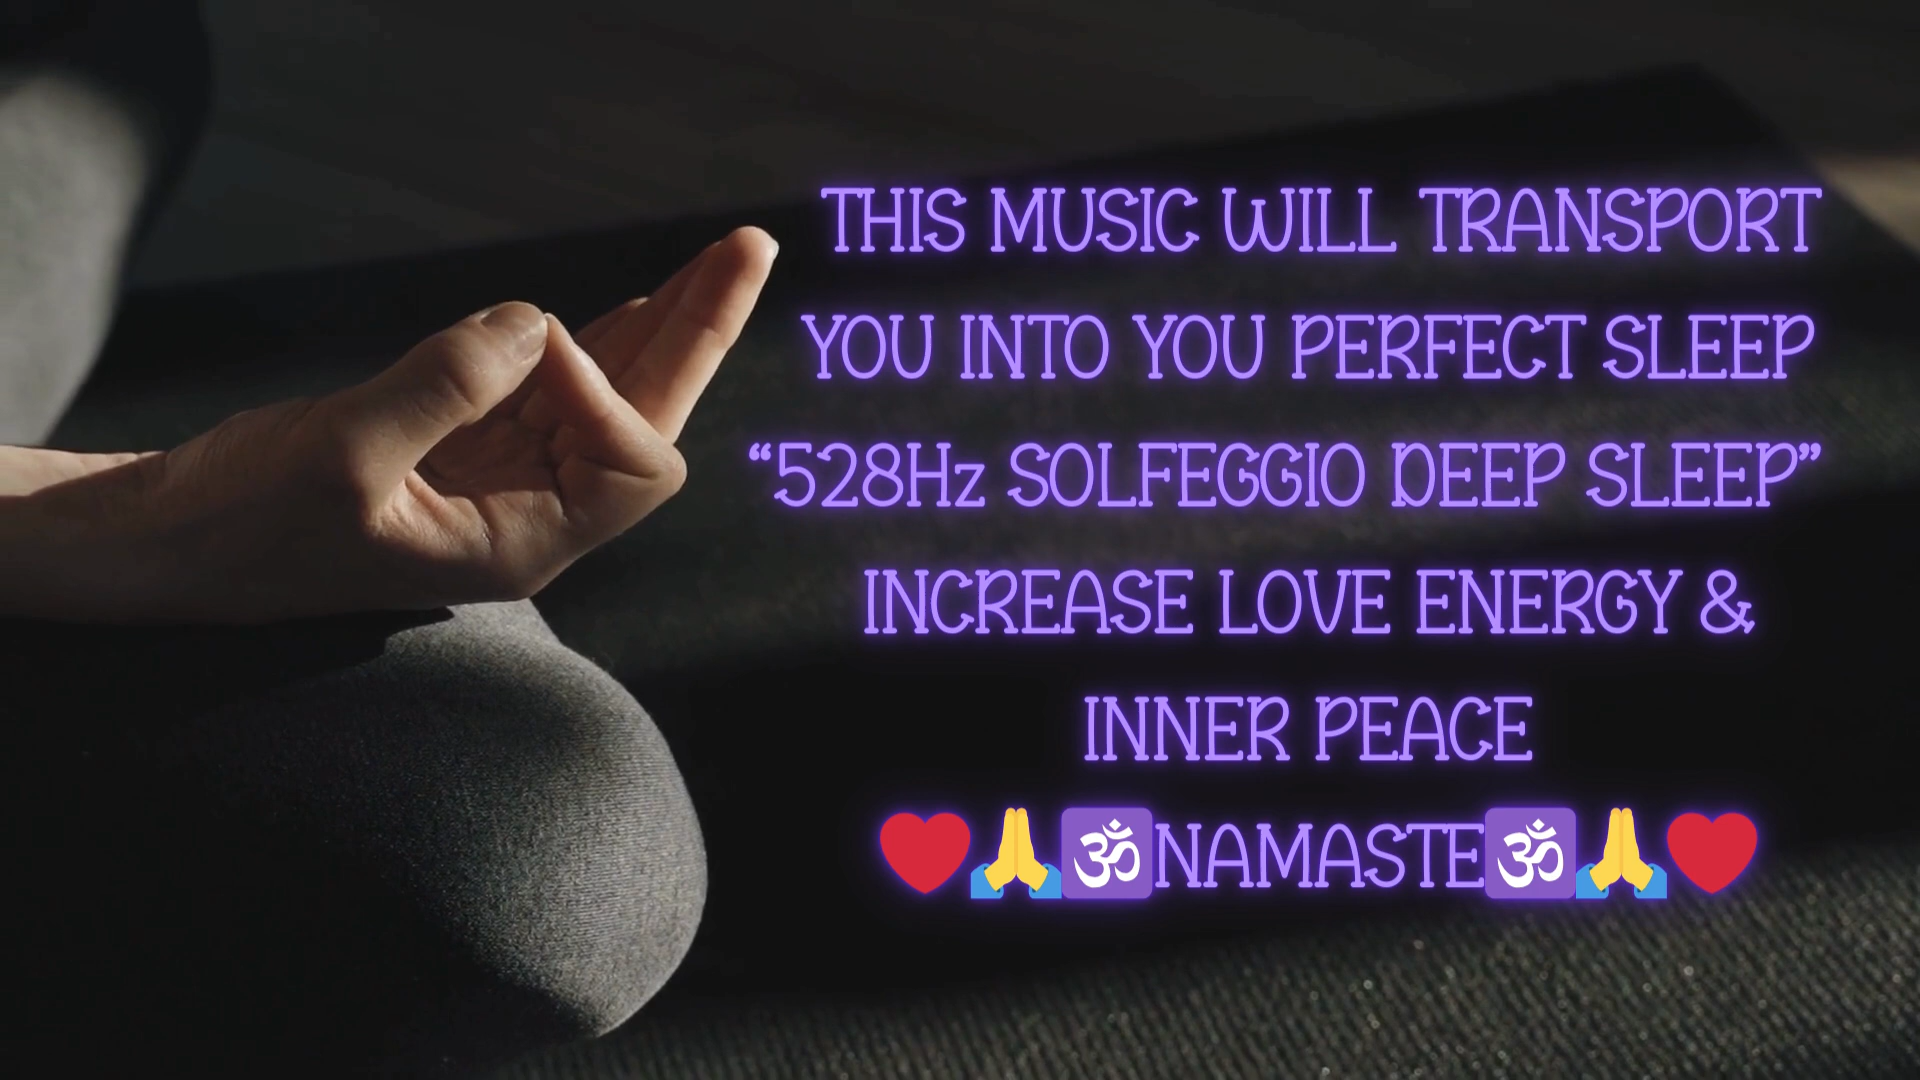 THIS MUSIC WILL TRANSPORT
YOU INTO YOU PERFECT SLEEP
“528Hz SOLFEGGIO DEEP SLEEP”
INCREASE LOVE ENERGY &
INNER PEACE
❤️🙏🕉️NAMASTE🕉️🙏❤️